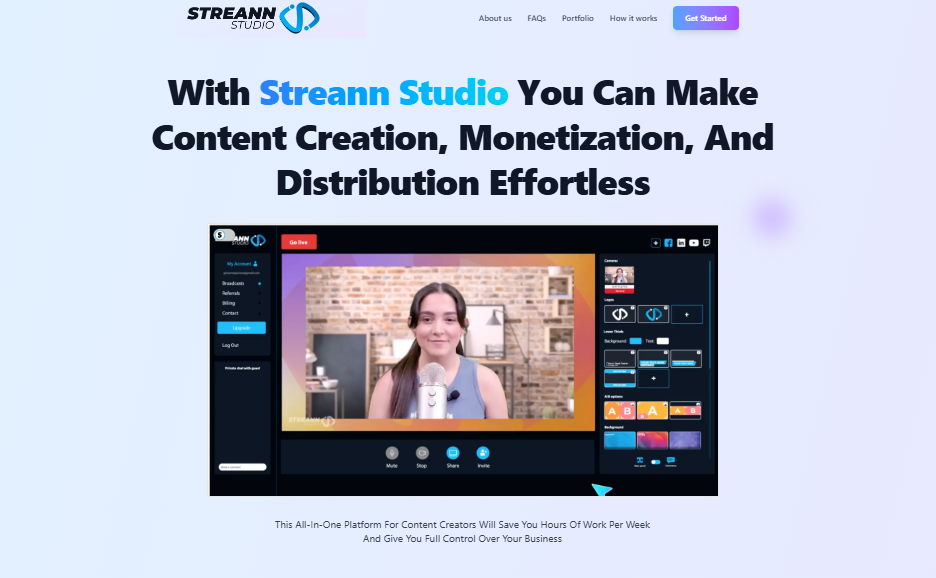 STREANN
STUDIO
About us
FAQs
Portfolio
How it works
Get Started
With Streann Studio You Can Make
Content Creation, Monetization, And
Distribution Effortless
S
ANN
STUDIO
Go live
My Account
Broadcasts
Referrals
Billing
Contact
Upgrade
Log Out
Private chat with guest
STREANN
Mute
Stop
Share
Invite
Cameras
Logos
Lower Thirds
Background:
Text:
A/B options
A B
A
A B
Background
This All-In-One Platform For Content Creators Will Save You Hours Of Work Per Week
And Give You Full Control Over Your Business